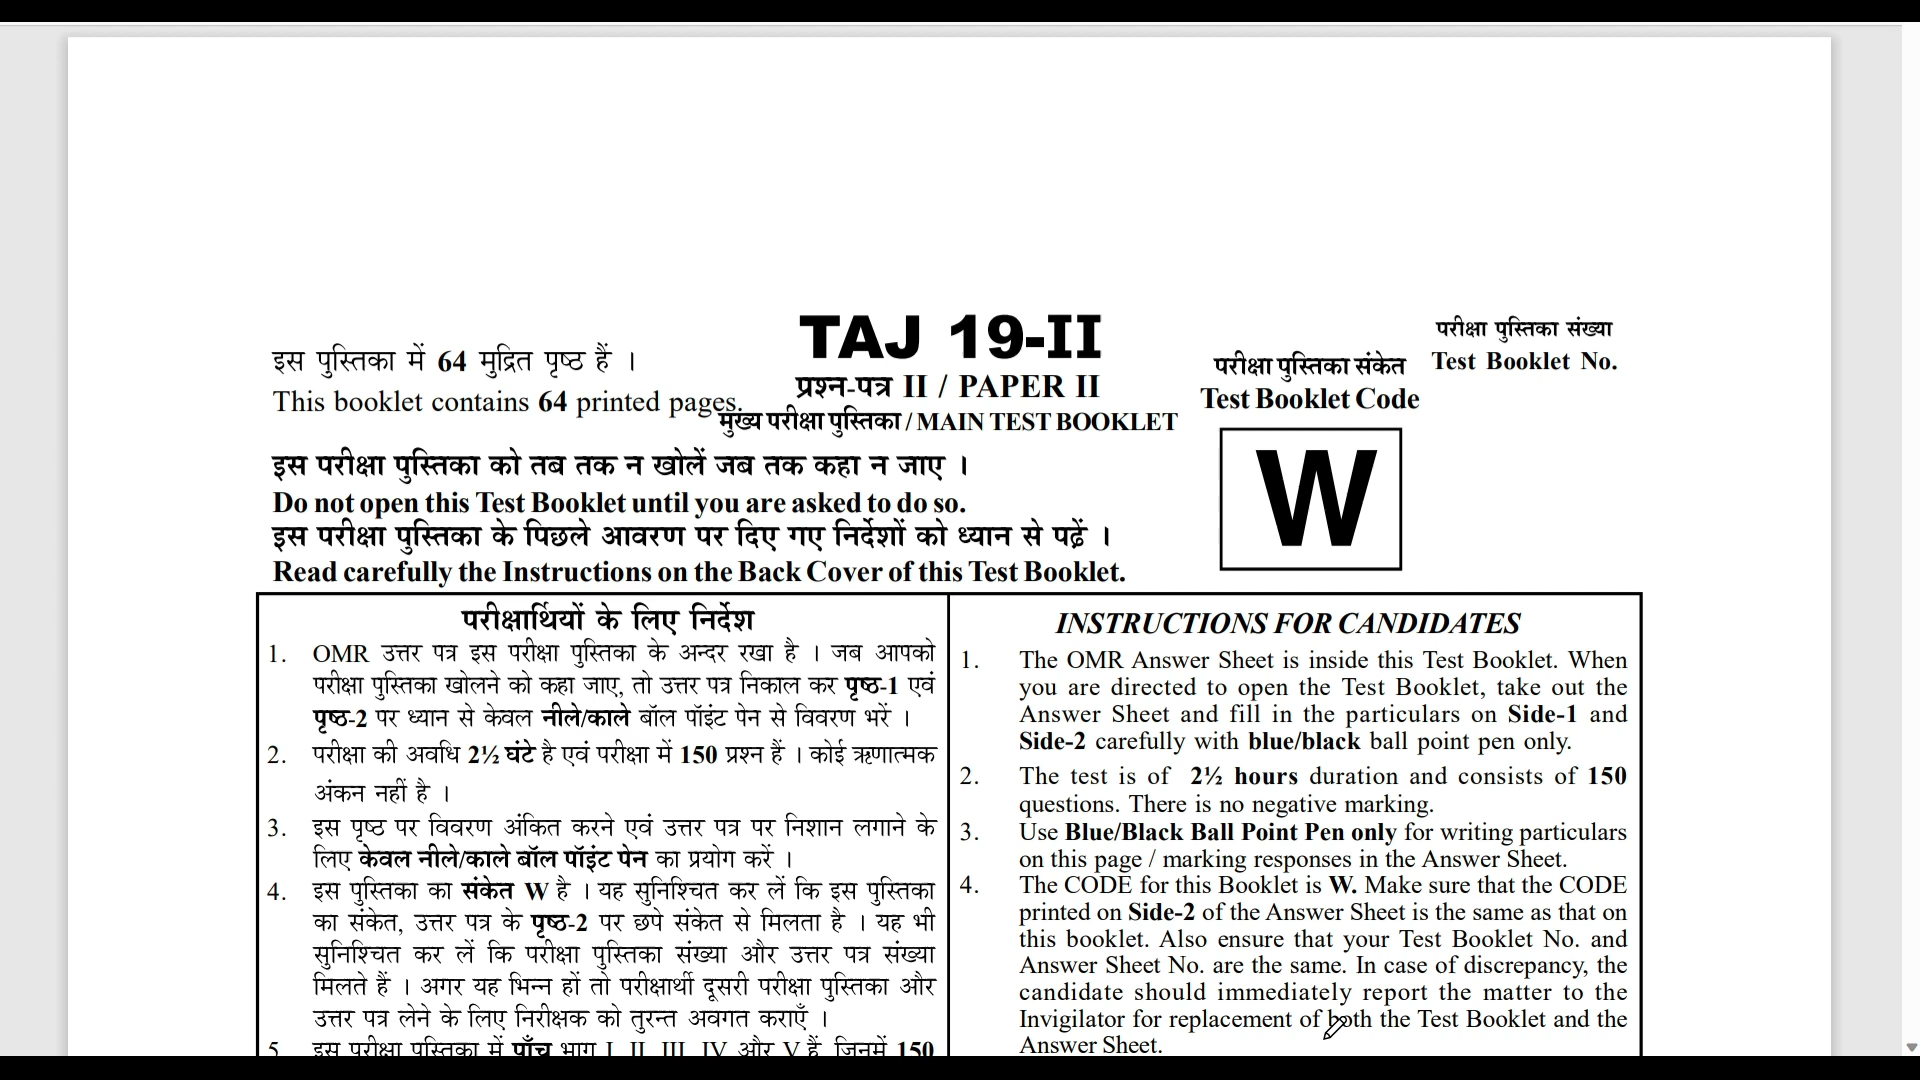 TAJ 19-II
परीक्षा पुस्तिका संख्या
Test Booklet No.
इस पुस्तिका में 64 मुद्रित पृष्ठ हैं ।
प्रश्न-पत्र II / PAPER II
परीक्षा पुस्तिका संकेत
Test Booklet Code
This booklet contains 64 printed pages.
मुख्य परीक्षा पुस्तिका / MAIN TEST BOOKLET
W
इस परीक्षा पुस्तिका को तब तक न खोलें जब तक कहा न जाए ।
Do not open this Test Booklet until you are asked to do so.
इस परीक्षा पुस्तिका के पिछले आवरण पर दिए गए निर्देशों को ध्यान से पढ़ें ।
Read carefully the Instructions on the Back Cover of this Test Booklet.
परीक्षार्थियों के लिए निर्देश
1. OMR उत्तर पत्र इस परीक्षा पुस्तिका के अन्दर रखा है । जब आपको
परीक्षा पुस्तिका खोलने को कहा जाए, तो उत्तर पत्र निकाल कर पृष्ठ-1 एवं
पृष्ठ-2 पर ध्यान से केवल नीले/काले बॉल पॉइंट पेन से विवरण भरें ।
2. परीक्षा की अवधि 2½ घंटे है एवं परीक्षा में 150 प्रश्न हैं । कोई ऋणात्मक
अंकन नहीं है ।
3. इस पृष्ठ पर विवरण अंकित करने एवं उत्तर पत्र पर निशान लगाने के
लिए केवल नीले/काले बॉल पॉइंट पेन का प्रयोग करें ।
4. इस पुस्तिका का संकेत W है । यह सुनिश्चित कर लें कि इस पुस्तिका
का संकेत, उत्तर पत्र के पृष्ठ-2 पर छपे संकेत से मिलता है । यह भी
सुनिश्चित कर लें कि परीक्षा पुस्तिका संख्या और उत्तर पत्र संख्या
मिलते हैं । अगर यह भिन्न हों तो परीक्षार्थी दूसरी परीक्षा पुस्तिका और
उत्तर पत्र लेने के लिए निरीक्षक को तुरन्त अवगत कराएँ ।
5. इस परीक्षा पुस्तिका में पाँच भाग I, II, III, IV और V हैं, जिनमें 150
INSTRUCTIONS FOR CANDIDATES
1. The OMR Answer Sheet is inside this Test Booklet. When
you are directed to open the Test Booklet, take out the
Answer Sheet and fill in the particulars on Side-1 and
Side-2 carefully with blue/black ball point pen only.
2. The test is of 2½ hours duration and consists of 150
questions. There is no negative marking.
3. Use Blue/Black Ball Point Pen only for writing particulars
on this page / marking responses in the Answer Sheet.
4. The CODE for this Booklet is W. Make sure that the CODE
printed on Side-2 of the Answer Sheet is the same as that on
this booklet. Also ensure that your Test Booklet No. and
Answer Sheet No. are the same. In case of discrepancy, the
candidate should immediately report the matter to the
Invigilator for replacement of both the Test Booklet and the
Answer Sheet.